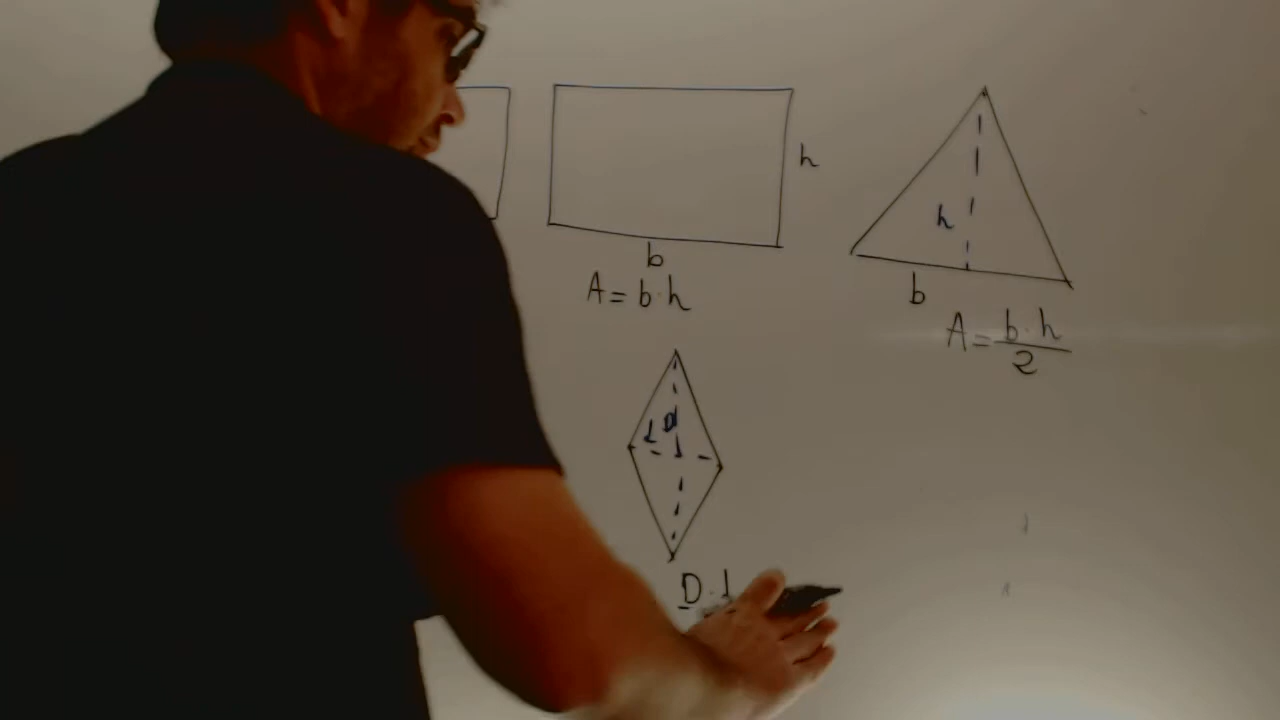 h
b
A = b · h
h
b
A = b · h / 2
d D
D · d